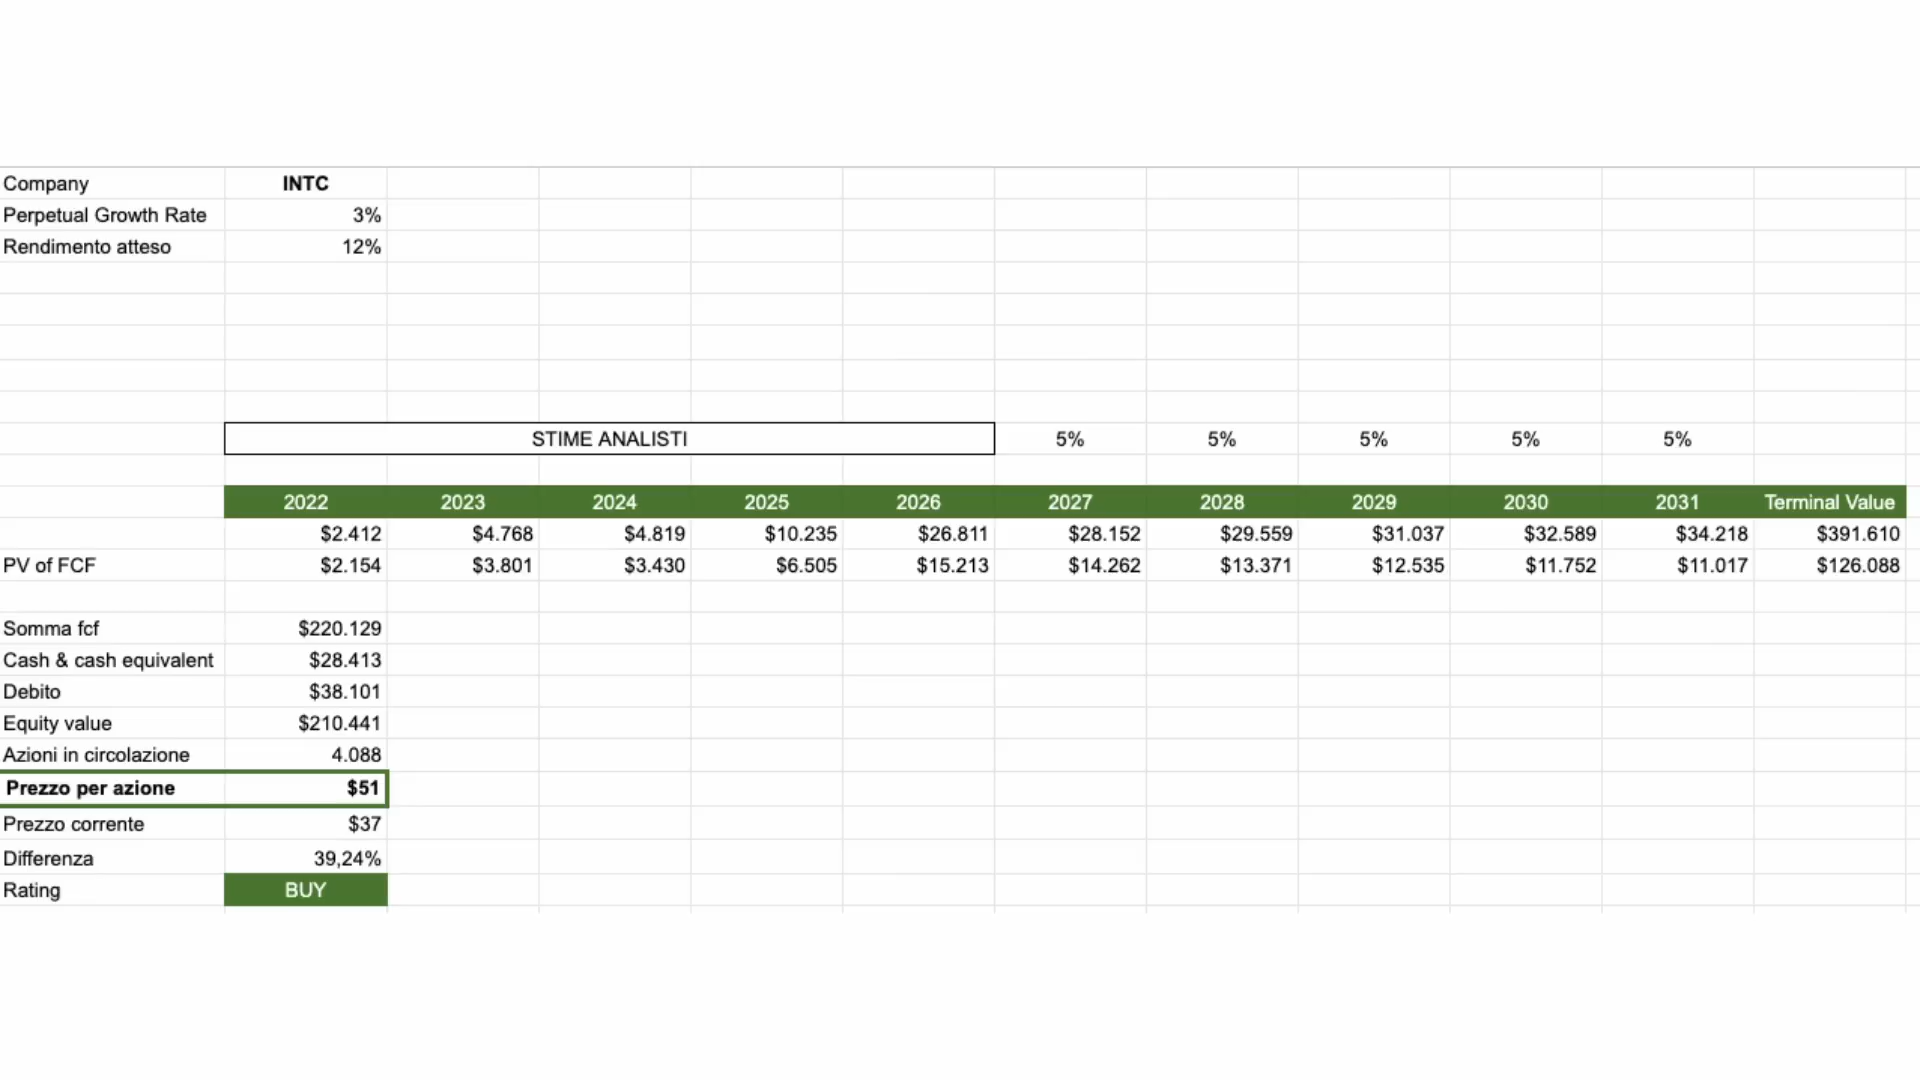 Company INTC
Perpetual Growth Rate 3%
Rendimento atteso 12%
STIME ANALISTI 5% 5% 5% 5% 5%
2022 2023 2024 2025 2026 2027 2028 2029 2030 2031 Terminal Value
$2.412 $4.768 $4.819 $10.235 $26.811 $28.152 $29.559 $31.037 $32.589 $34.218 $391.610
PV of FCF $2.154 $3.801 $3.430 $6.505 $15.213 $14.262 $13.371 $12.535 $11.752 $11.017 $126.088
Somma fcf $220.129
Cash & cash equivalent $28.413
Debito $38.101
Equity value $210.441
Azioni in circolazione 4.088
Prezzo per azione $51
Prezzo corrente $37
Differenza 39,24%
Rating BUY